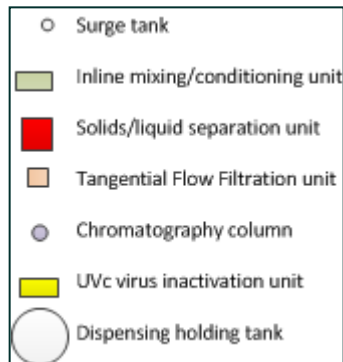 Surge tank
Inline mixing/conditioning unit
Solids/liquid separation unit
Tangential Flow Filtration unit
Chromatography column
UVc virus inactivation unit
Dispensing holding tank